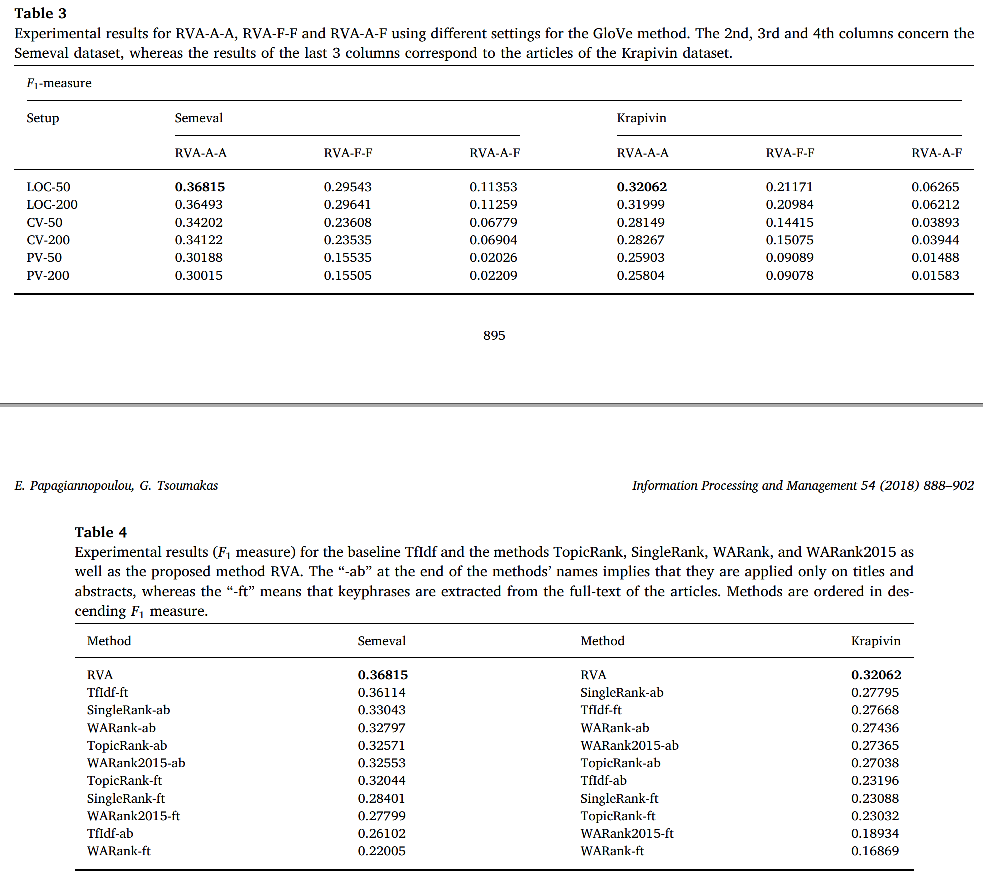 Table 3
Experimental results for RVA-A-A, RVA-F-F and RVA-A-F using different settings for the GloVe method. The 2nd, 3rd and 4th columns concern the
Semeval dataset, whereas the results of the last 3 columns correspond to the articles of the Krapivin dataset.
F₁-measure
Setup Semeval Krapivin
RVA-A-A RVA-F-F RVA-A-F RVA-A-A RVA-F-F RVA-A-F
LOC-50 0.36815 0.29543 0.11353 0.32062 0.21171 0.06265
LOC-200 0.36493 0.29641 0.11259 0.31999 0.20984 0.06212
CV-50 0.34202 0.23608 0.06779 0.28149 0.14415 0.03893
CV-200 0.34122 0.23535 0.06904 0.28267 0.15075 0.03944
PV-50 0.30188 0.15535 0.02026 0.25903 0.09089 0.01488
PV-200 0.30015 0.15505 0.02209 0.25804 0.09078 0.01583
895
E. Papagiannopoulou, G. Tsoumakas Information Processing and Management 54 (2018) 888–902
Table 4
Experimental results (F₁ measure) for the baseline TfIdf and the methods TopicRank, SingleRank, WARank, and WARank2015 as
well as the proposed method RVA. The “-ab” at the end of the methods’ names implies that they are applied only on titles and
abstracts, whereas the “-ft” means that keyphrases are extracted from the full-text of the articles. Methods are ordered in des-
cending F₁ measure.
Method Semeval Method Krapivin
RVA 0.36815 RVA 0.32062
TfIdf-ft 0.36114 SingleRank-ab 0.27795
SingleRank-ab 0.33043 TfIdf-ft 0.27668
WARank-ab 0.32797 WARank-ab 0.27436
TopicRank-ab 0.32571 WARank2015-ab 0.27365
WARank2015-ab 0.32553 TopicRank-ab 0.27038
TopicRank-ft 0.32044 TfIdf-ab 0.23196
SingleRank-ft 0.28401 SingleRank-ft 0.23088
WARank2015-ft 0.27799 TopicRank-ft 0.23032
TfIdf-ab 0.26102 WARank2015-ft 0.18934
WARank-ft 0.22005 WARank-ft 0.16869